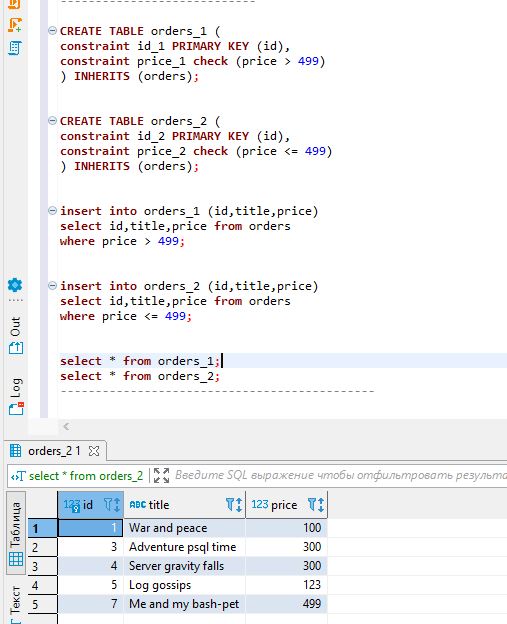 CREATE TABLE orders_1 (
constraint id_1 PRIMARY KEY (id),
constraint price_1 check (price > 499)
) INHERITS (orders);
CREATE TABLE orders_2 (
constraint id_2 PRIMARY KEY (id),
constraint price_2 check (price <= 499)
) INHERITS (orders);
insert into orders_1 (id,title,price)
select id,title,price from orders
where price > 499;
insert into orders_2 (id,title,price)
select id,title,price from orders
where price <= 499;
select * from orders_1;
select * from orders_2;
----------------------------------------------
Out
Log
orders_2 1
select * from orders_2 Введите SQL выражение чтобы отфильтровать результа
Таблица
Текст
123 id ABC title 123 price
1 1 War and peace 100
2 3 Adventure psql time 300
3 4 Server gravity falls 300
4 5 Log gossips 123
5 7 Me and my bash-pet 499